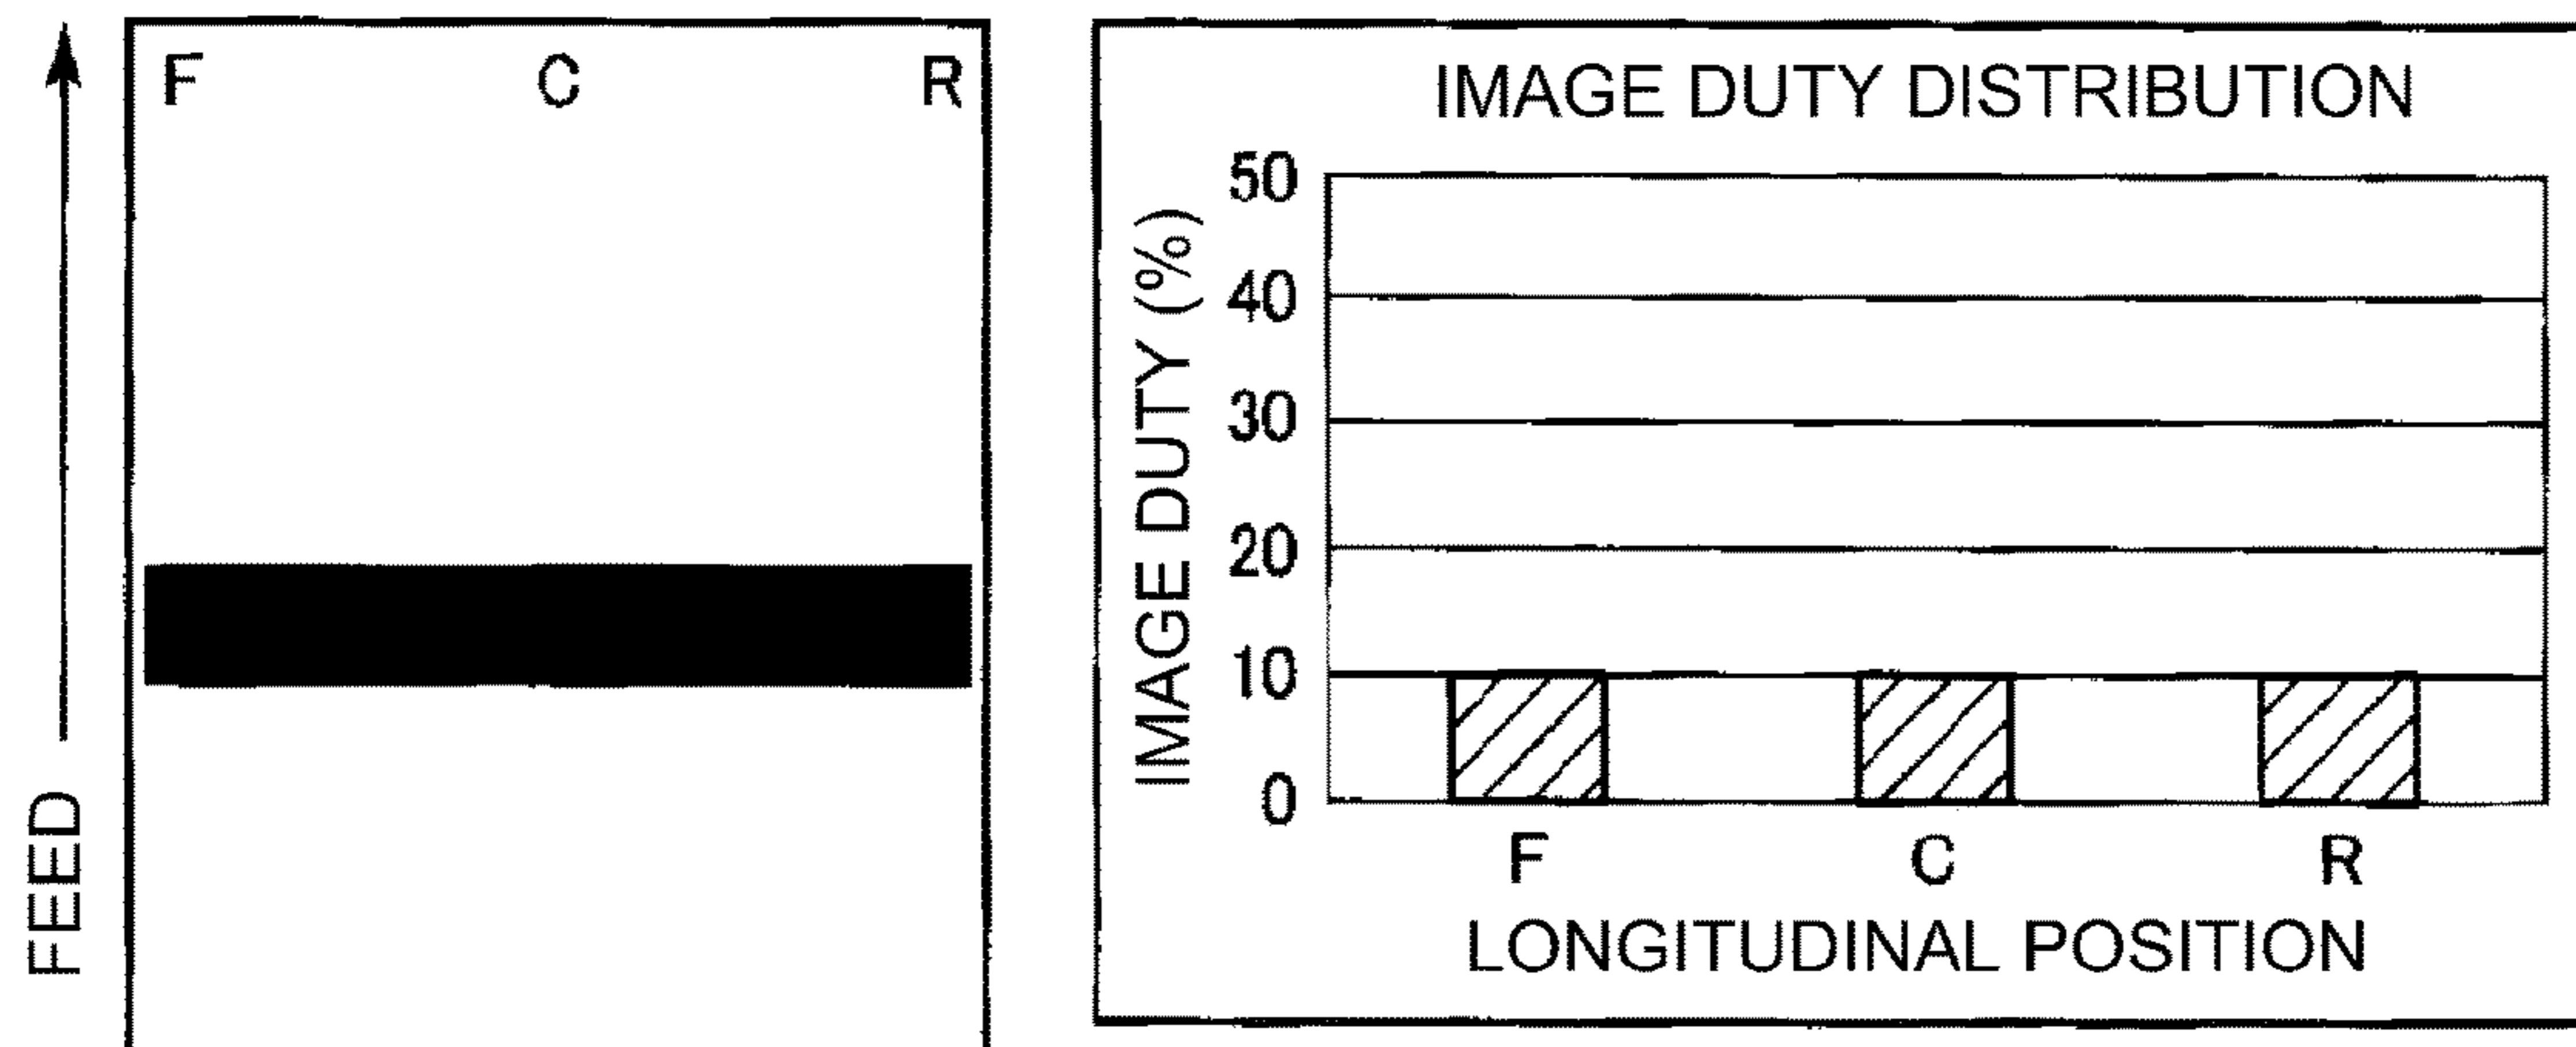 F C R
FEED
IMAGE DUTY DISTRIBUTION
IMAGE DUTY (%)
50
40
30
20
10
0
F C R
LONGITUDINAL POSITION